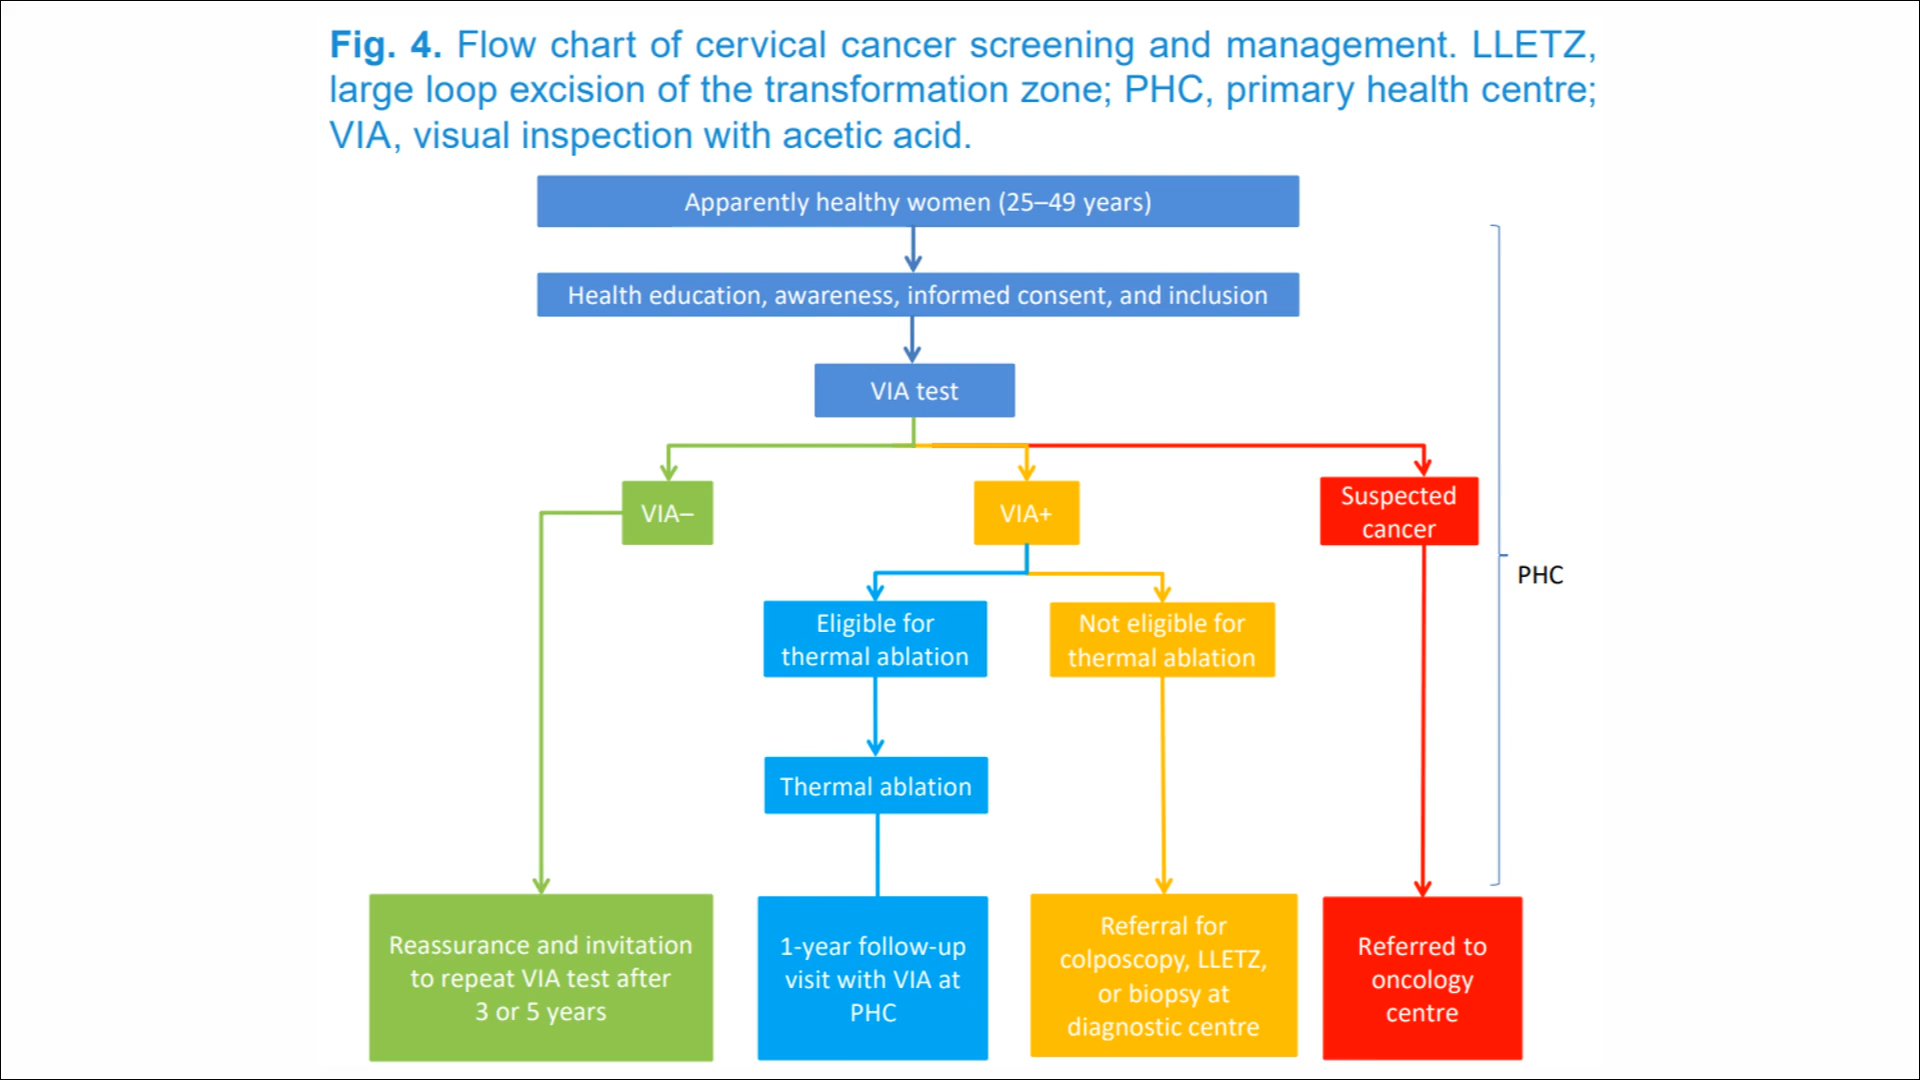 Fig. 4. Flow chart of cervical cancer screening and management. LLETZ,
large loop excision of the transformation zone; PHC, primary health centre;
VIA, visual inspection with acetic acid.
Apparently healthy women (25–49 years)
Health education, awareness, informed consent, and inclusion
VIA test
VIA–
VIA+
Suspected
cancer
PHC
Eligible for
thermal ablation
Not eligible for
thermal ablation
Thermal ablation
Reassurance and invitation
to repeat VIA test after
3 or 5 years
1-year follow-up
visit with VIA at
PHC
Referral for
colposcopy, LLETZ,
or biopsy at
diagnostic centre
Referred to
oncology
centre